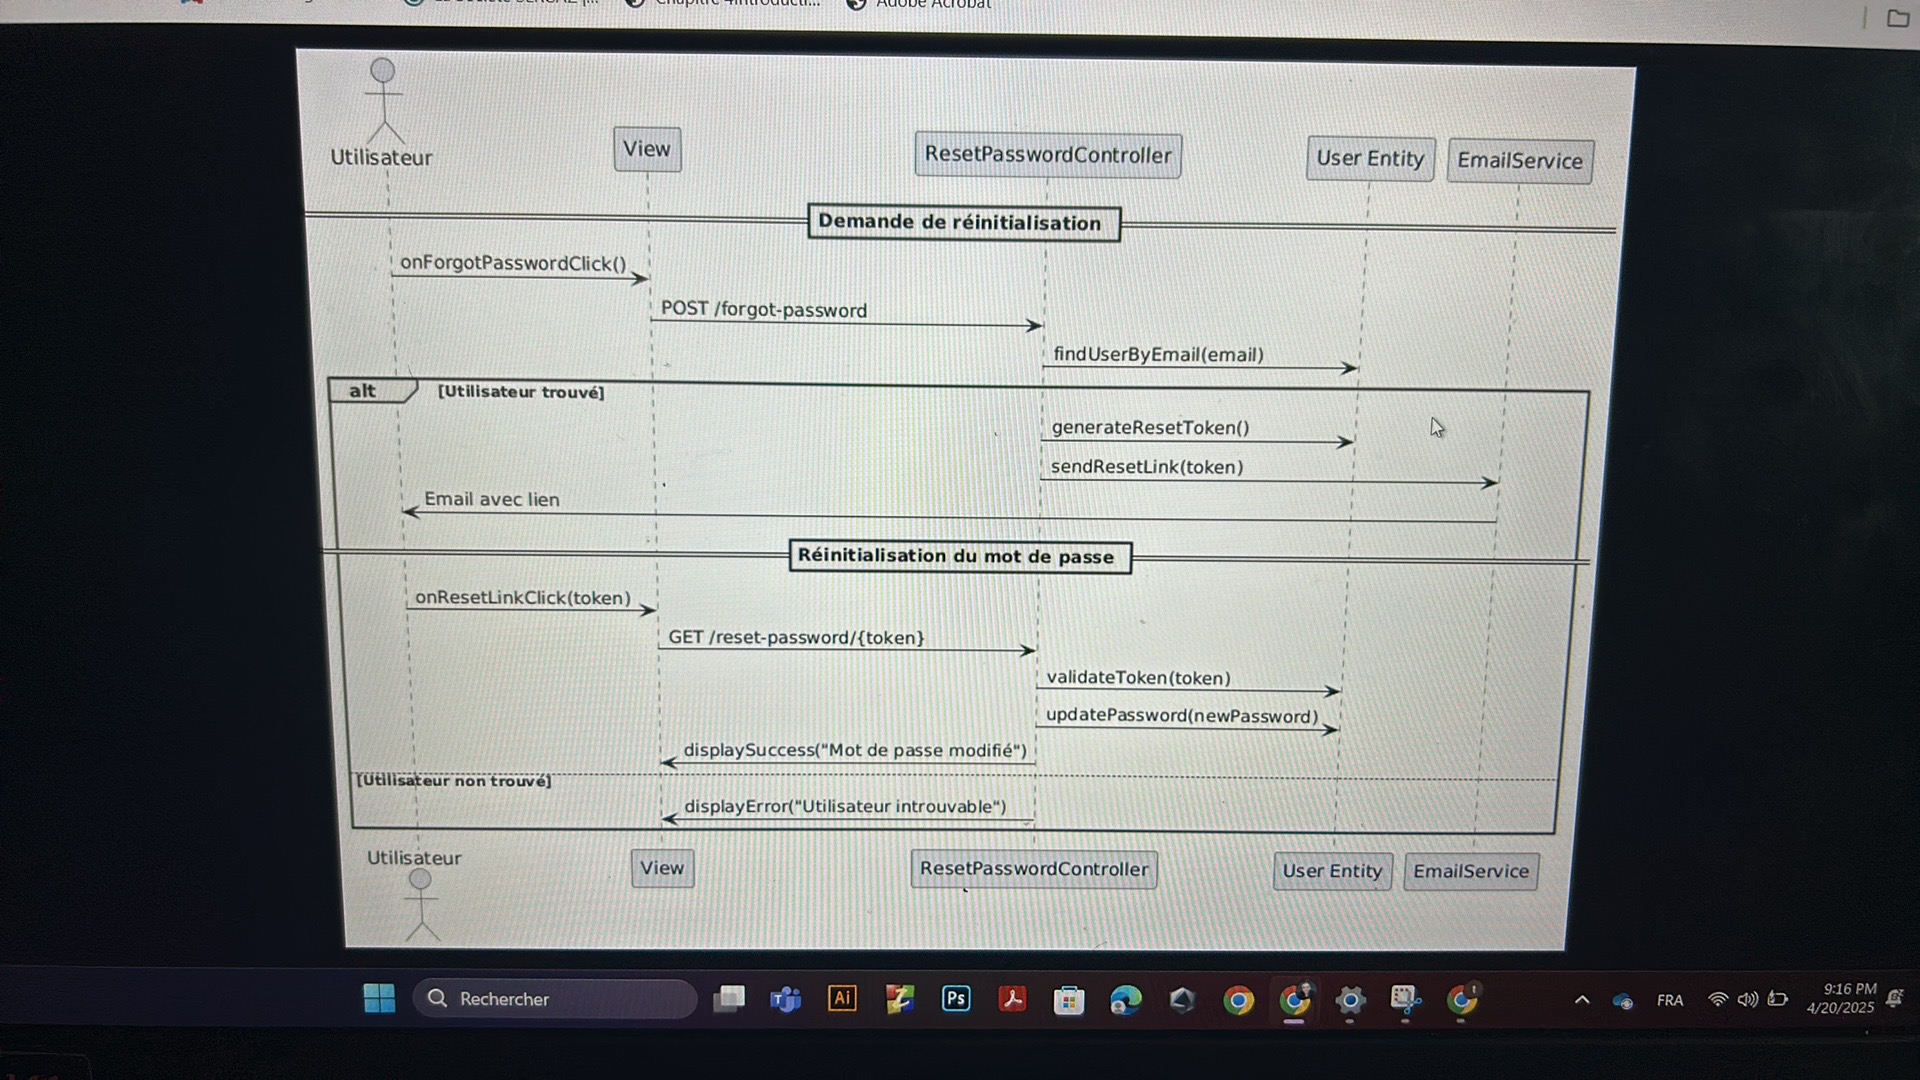 Adobe Acrobat
Utilisateur
View
ResetPasswordController
User Entity
EmailService
Demande de réinitialisation
onForgotPasswordClick()
POST /forgot-password
findUserByEmail(email)
alt
[Utilisateur trouvé]
generateResetToken()
sendResetLink(token)
Email avec lien
Réinitialisation du mot de passe
onResetLinkClick(token)
GET /reset-password/{token}
validateToken(token)
updatePassword(newPassword)
displaySuccess("Mot de passe modifié")
[Utilisateur non trouvé]
displayError("Utilisateur introuvable")
Utilisateur
View
ResetPasswordController
User Entity
EmailService
Rechercher
Ai
Ps
FRA
9:16 PM
4/20/2025